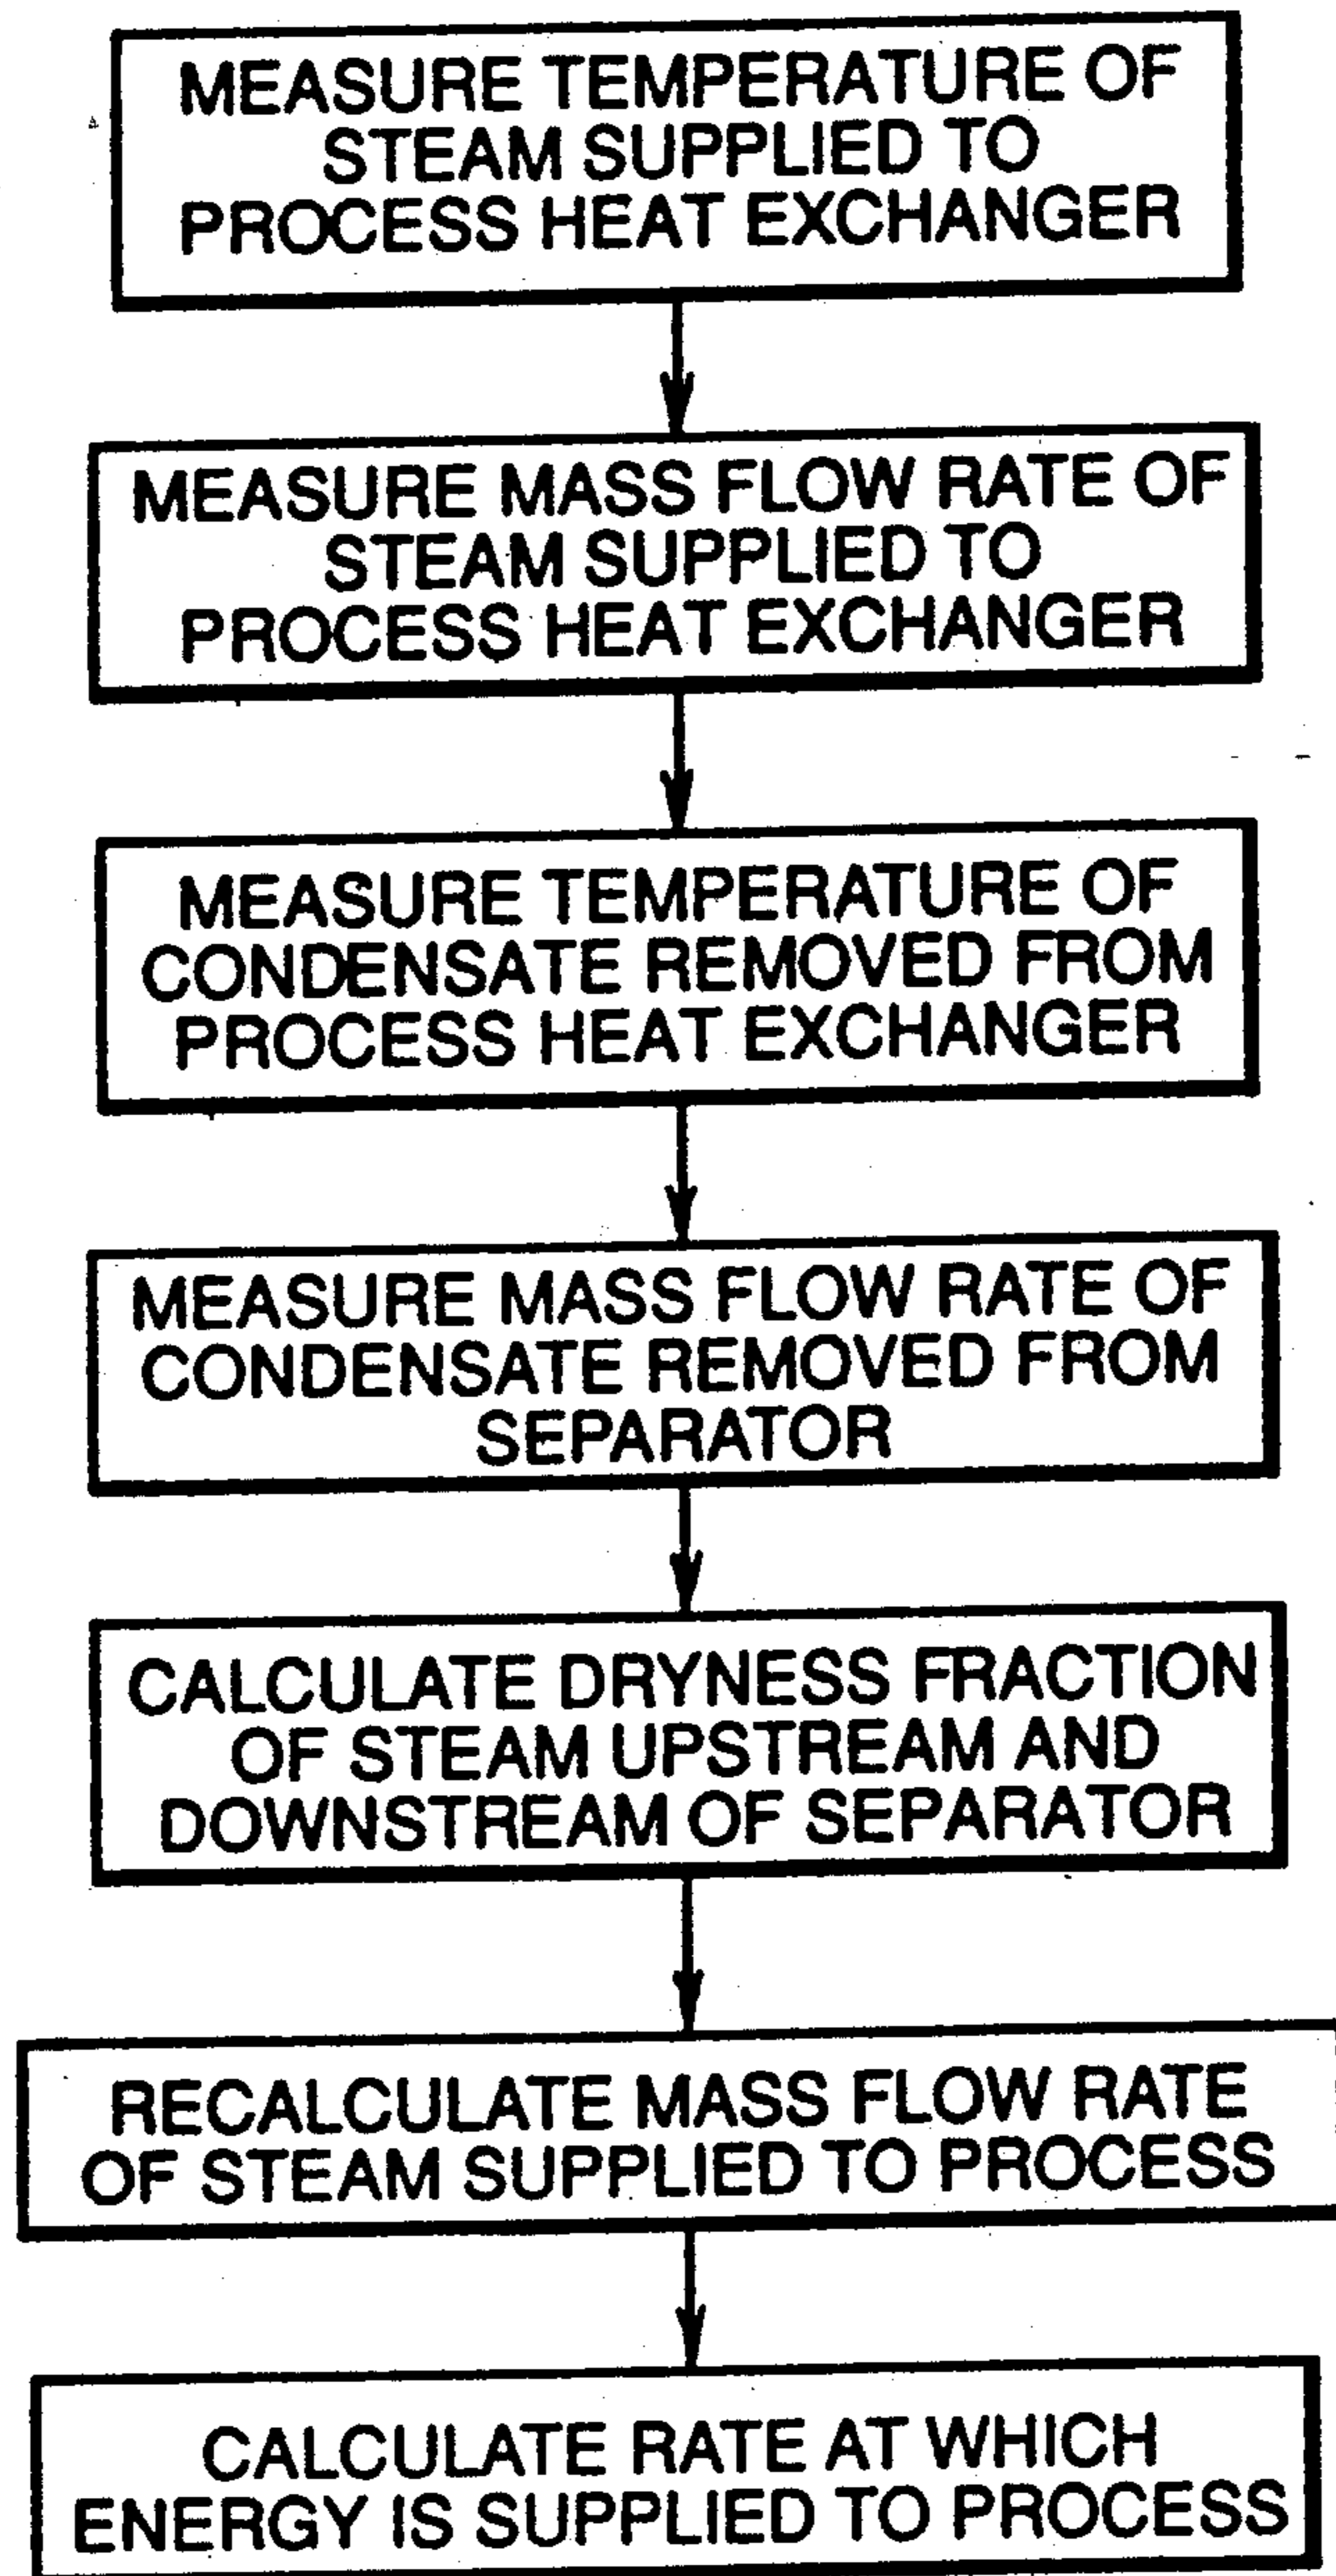 MEASURE TEMPERATURE OF
STEAM SUPPLIED TO
PROCESS HEAT EXCHANGER
MEASURE MASS FLOW RATE OF
STEAM SUPPLIED TO
PROCESS HEAT EXCHANGER
MEASURE TEMPERATURE OF
CONDENSATE REMOVED FROM
PROCESS HEAT EXCHANGER
MEASURE MASS FLOW RATE OF
CONDENSATE REMOVED FROM
SEPARATOR
CALCULATE DRYNESS FRACTION
OF STEAM UPSTREAM AND
DOWNSTREAM OF SEPARATOR
RECALCULATE MASS FLOW RATE
OF STEAM SUPPLIED TO PROCESS
CALCULATE RATE AT WHICH
ENERGY IS SUPPLIED TO PROCESS